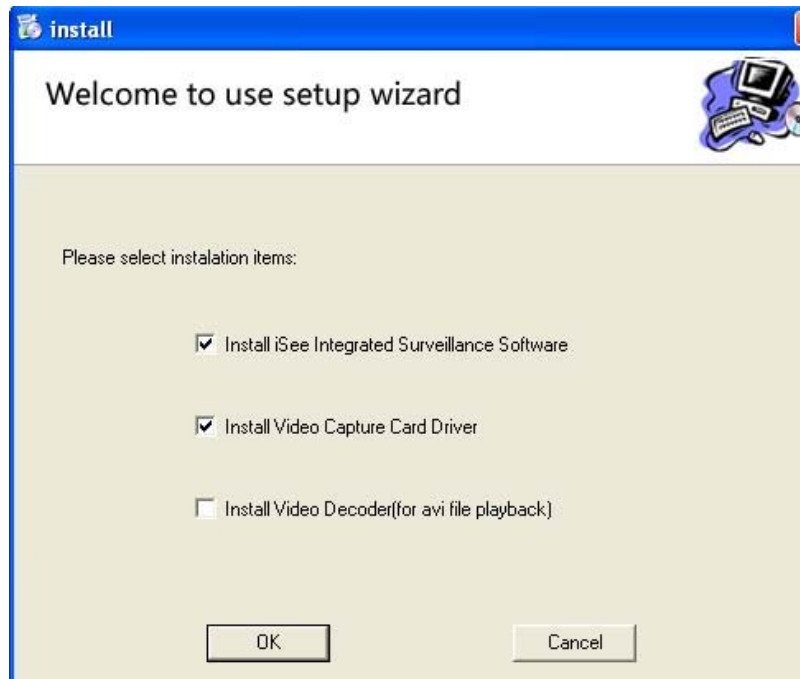 install
Welcome to use setup wizard
Please select instalation items:
Install iSee Integrated Surveillance Software
Install Video Capture Card Driver
Install Video Decoder(for avi file playback)
OK
Cancel